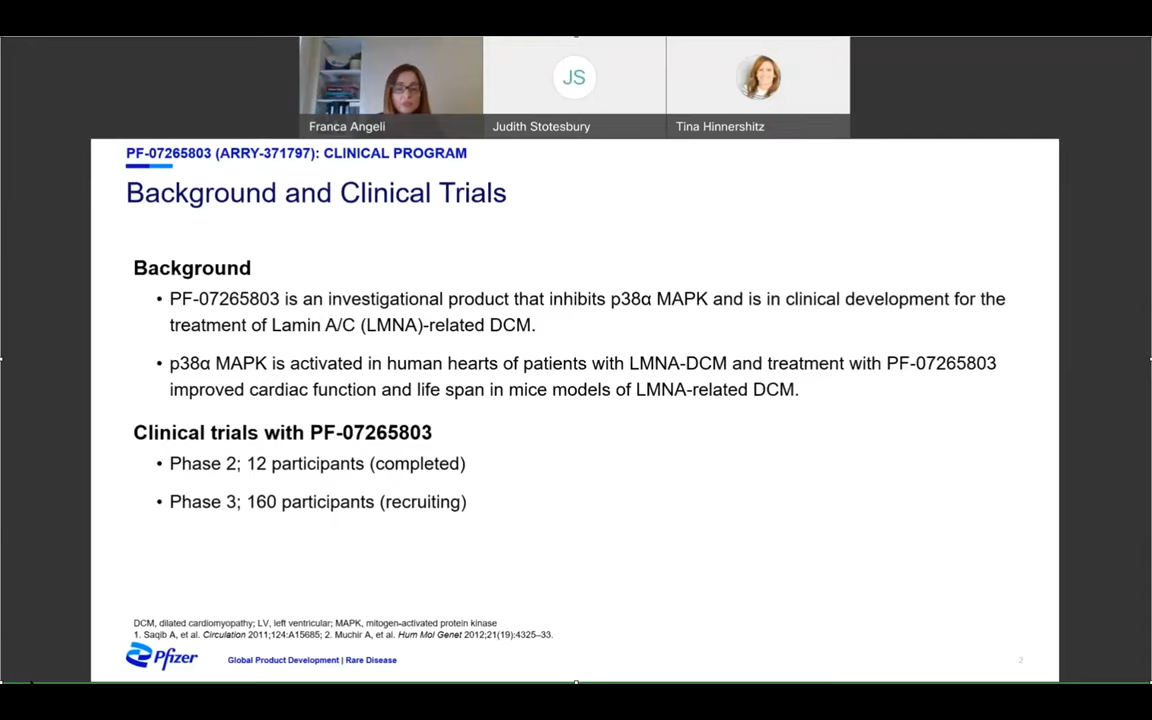 JS
Franca Angeli
Judith Stotesbury
Tina Hinnershitz
PF-07265803 (ARRY-371797): CLINICAL PROGRAM
Background and Clinical Trials
Background
• PF-07265803 is an investigational product that inhibits p38α MAPK and is in clinical development for the
treatment of Lamin A/C (LMNA)-related DCM.
• p38α MAPK is activated in human hearts of patients with LMNA-DCM and treatment with PF-07265803
improved cardiac function and life span in mice models of LMNA-related DCM.
Clinical trials with PF-07265803
• Phase 2; 12 participants (completed)
• Phase 3; 160 participants (recruiting)
DCM, dilated cardiomyopathy; LV, left ventricular; MAPK, mitogen-activated protein kinase
1. Saqib A, et al. Circulation 2011;124:A15685; 2. Muchir A, et al. Hum Mol Genet 2012;21(19):4325–33.
Pfizer
Global Product Development | Rare Disease
2